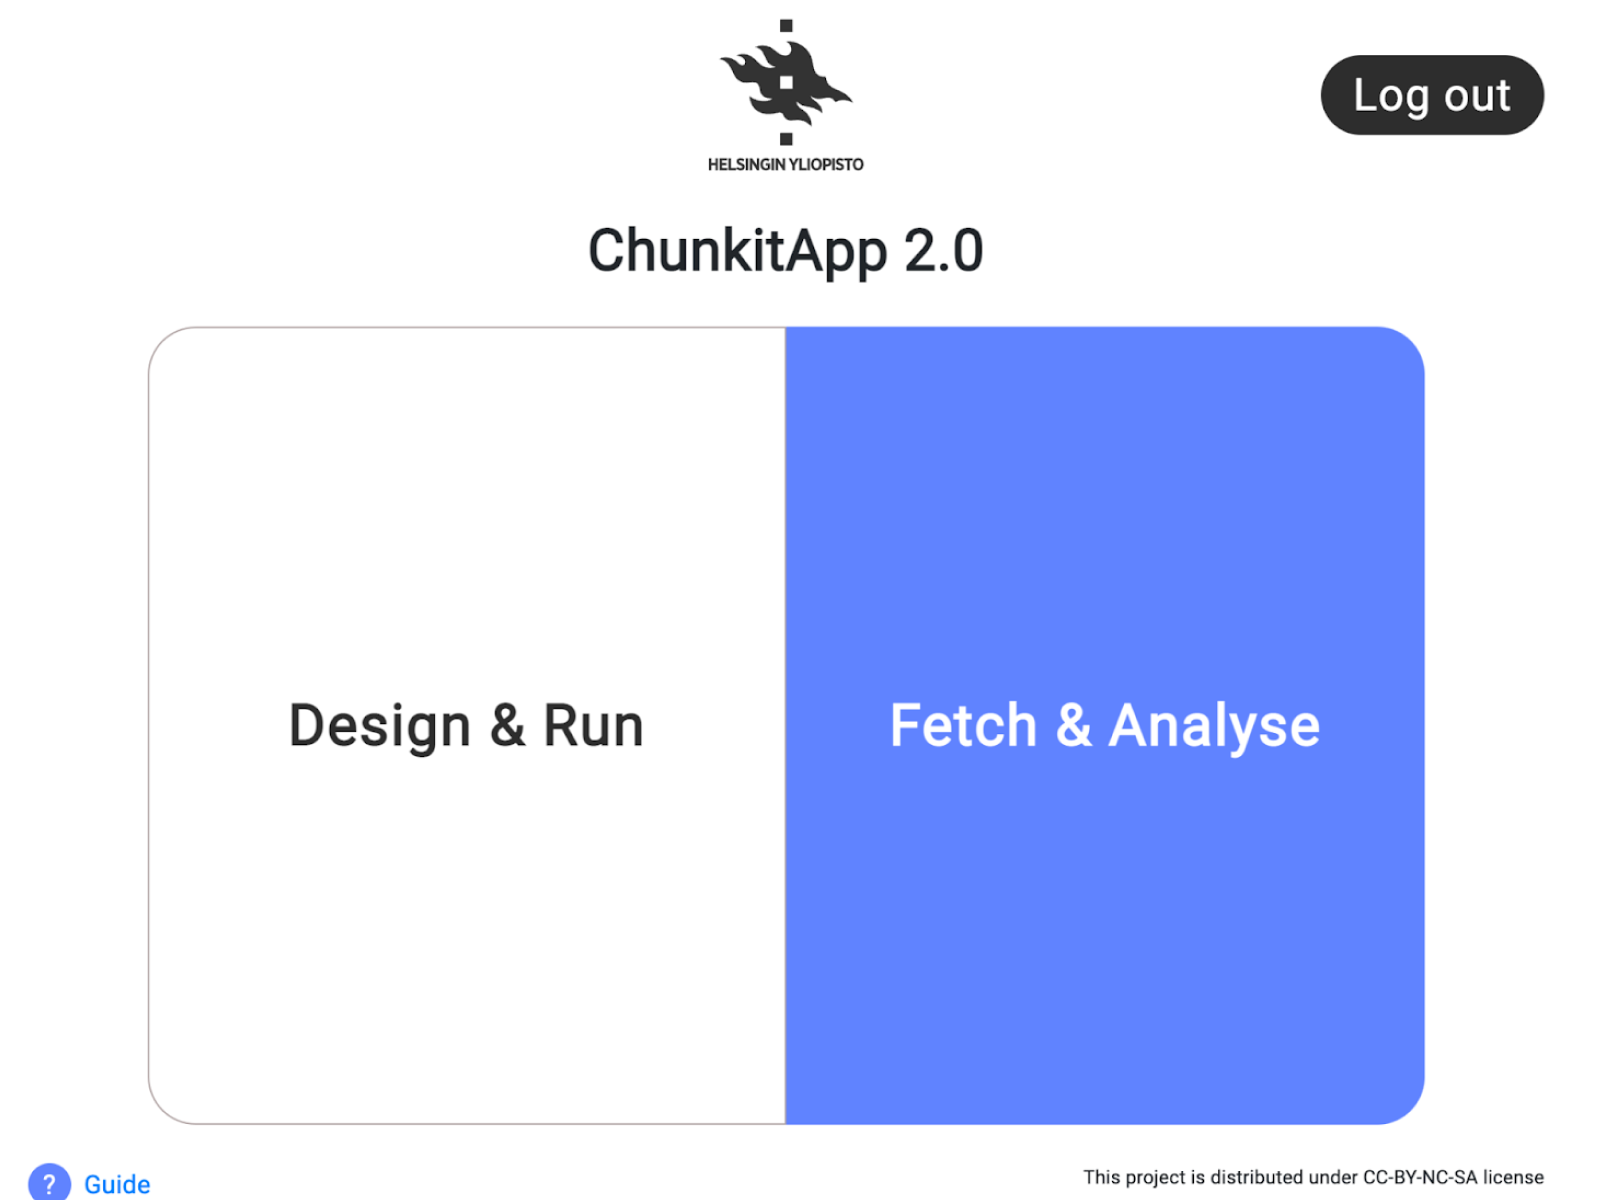 HELSINGIN YLIOPISTO
Log out
ChunkitApp 2.0
Design & Run
Fetch & Analyse
? Guide
This project is distributed under CC-BY-NC-SA license